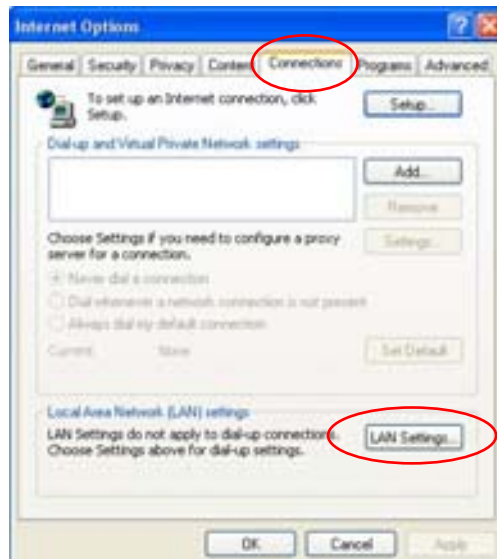 Internet Options
General Security Privacy Content Connections Programs Advanced
To set up an Internet connection, click
Setup.
Setup...
Dial-up and Virtual Private Network settings
Add...
Remove
Choose Settings if you need to configure a proxy
server for a connection.
Settings...
Never dial a connection
Dial whenever a network connection is not present
Always dial my default connection
Current None
Set Default
Local Area Network (LAN) settings
LAN Settings do not apply to dial-up connections.
Choose Settings above for dial-up settings.
LAN Settings...
OK Cancel Apply